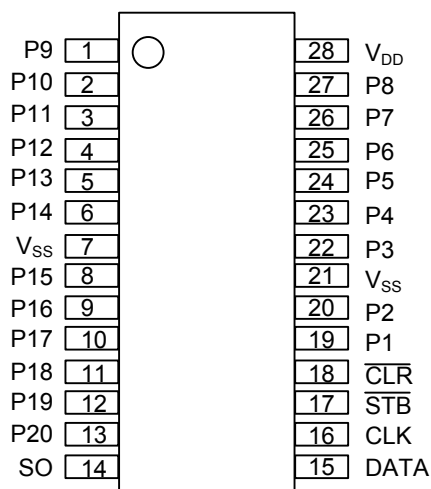 P9 1 28 VDD
P10 2 27 P8
P11 3 26 P7
P12 4 25 P6
P13 5 24 P5
P14 6 23 P4
VSS 7 22 P3
P15 8 21 VSS
P16 9 20 P2
P17 10 19 P1
P18 11 18 CLR
P19 12 17 STB
P20 13 16 CLK
SO 14 15 DATA